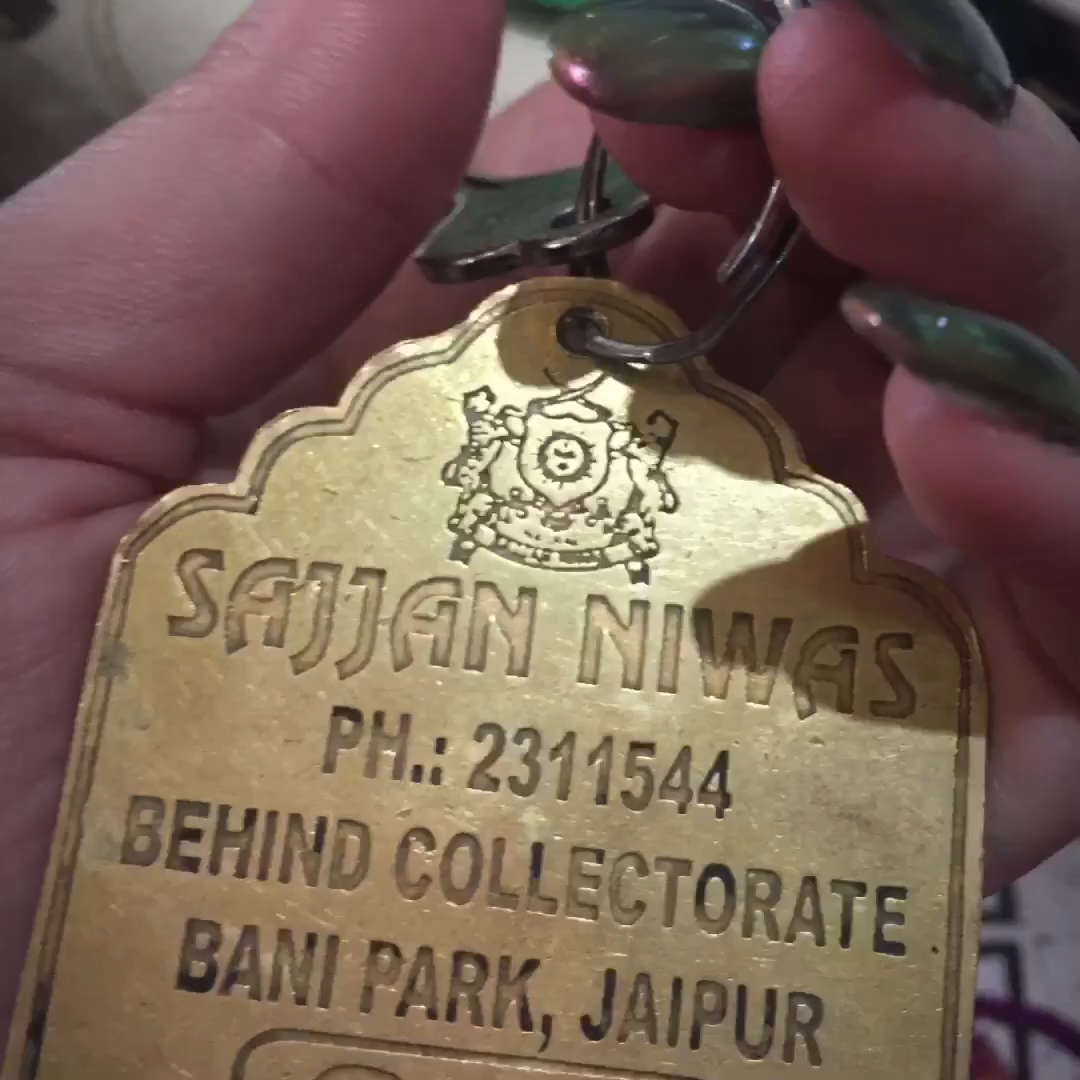 SAJJAN NIWAS
PH.: 2311544
BEHIND COLLECTORATE
BANI PARK, JAIPUR